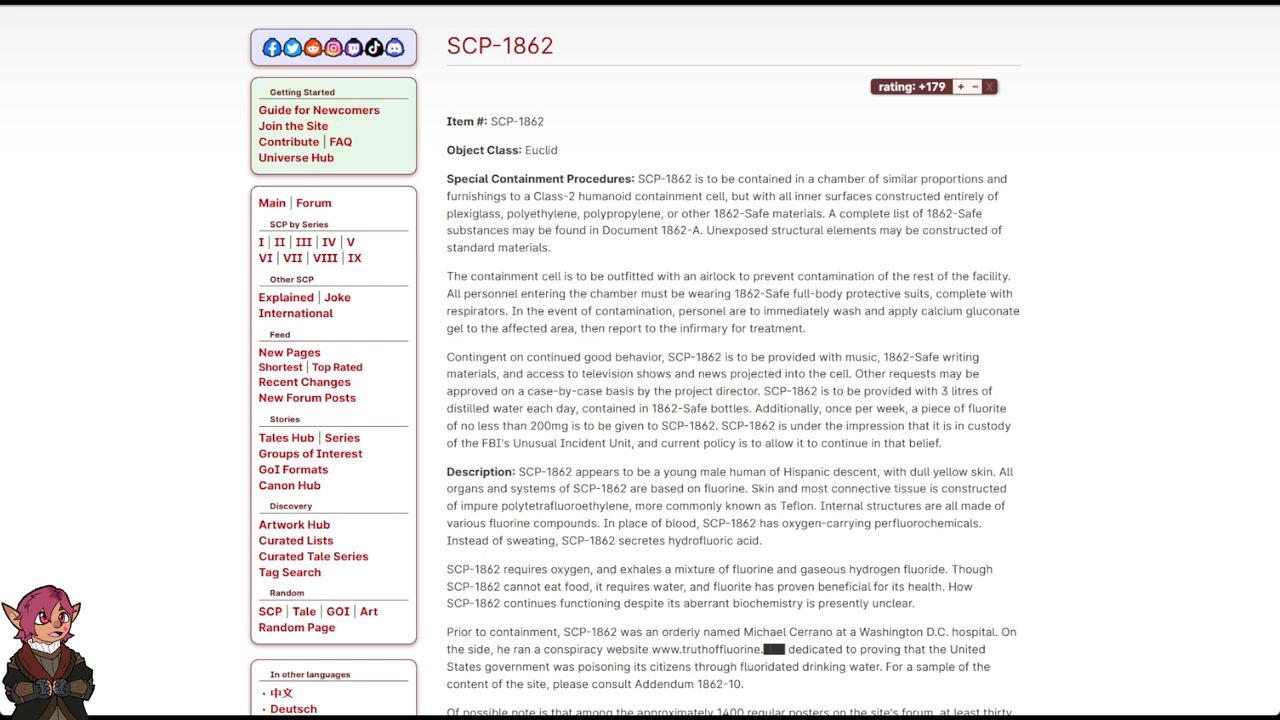 SCP-1862
rating: +179 + − X
Getting Started
Guide for Newcomers
Join the Site
Contribute | FAQ
Universe Hub
Main | Forum
SCP by Series
I | II | III | IV | V
VI | VII | VIII | IX
Other SCP
Explained | Joke
International
Feed
New Pages
Shortest | Top Rated
Recent Changes
New Forum Posts
Stories
Tales Hub | Series
Groups of Interest
GoI Formats
Canon Hub
Discovery
Artwork Hub
Curated Lists
Curated Tale Series
Tag Search
Random
SCP | Tale | GOI | Art
Random Page
In other languages
中文
Deutsch
Item #: SCP-1862
Object Class: Euclid
Special Containment Procedures: SCP-1862 is to be contained in a chamber of similar proportions and
furnishings to a Class-2 humanoid containment cell, but with all inner surfaces constructed entirely of
plexiglass, polyethylene, polypropylene, or other 1862-Safe materials. A complete list of 1862-Safe
substances may be found in Document 1862-A. Unexposed structural elements may be constructed of
standard materials.
The containment cell is to be outfitted with an airlock to prevent contamination of the rest of the facility.
All personnel entering the chamber must be wearing 1862-Safe full-body protective suits, complete with
respirators. In the event of contamination, personel are to immediately wash and apply calcium gluconate
gel to the affected area, then report to the infirmary for treatment.
Contingent on continued good behavior, SCP-1862 is to be provided with music, 1862-Safe writing
materials, and access to television shows and news projected into the cell. Other requests may be
approved on a case-by-case basis by the project director. SCP-1862 is to be provided with 3 litres of
distilled water each day, contained in 1862-Safe bottles. Additionally, once per week, a piece of fluorite
of no less than 200mg is to be given to SCP-1862. SCP-1862 is under the impression that it is in custody
of the FBI's Unusual Incident Unit, and current policy is to allow it to continue in that belief.
Description: SCP-1862 appears to be a young male human of Hispanic descent, with dull yellow skin. All
organs and systems of SCP-1862 are based on fluorine. Skin and most connective tissue is constructed
of impure polytetrafluoroethylene, more commonly known as Teflon. Internal structures are all made of
various fluorine compounds. In place of blood, SCP-1862 has oxygen-carrying perfluorochemicals.
Instead of sweating, SCP-1862 secretes hydrofluoric acid.
SCP-1862 requires oxygen, and exhales a mixture of fluorine and gaseous hydrogen fluoride. Though
SCP-1862 cannot eat food, it requires water, and fluorite has proven beneficial for its health. How
SCP-1862 continues functioning despite its aberrant biochemistry is presently unclear.
Prior to containment, SCP-1862 was an orderly named Michael Cerrano at a Washington D.C. hospital. On
the side, he ran a conspiracy website www.truthoffluorine.███ dedicated to proving that the United
States government was poisoning its citizens through fluoridated drinking water. For a sample of the
content of the site, please consult Addendum 1862-10.
Of possible note is that among the approximately 1400 regular posters on the site's forum, at least thirty